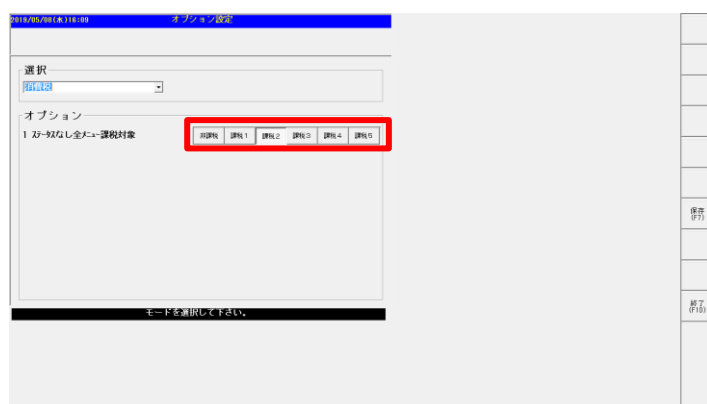 2019/05/08(水)16:09 オプション設定
選択
消費税
オプション
1 ｽﾃｰﾀｽなし全ﾒﾆｭｰ課税対象
非課税 課税1 課税2 課税3 課税4 課税5
保存
(F7)
終了
(F10)
モードを選択して下さい。